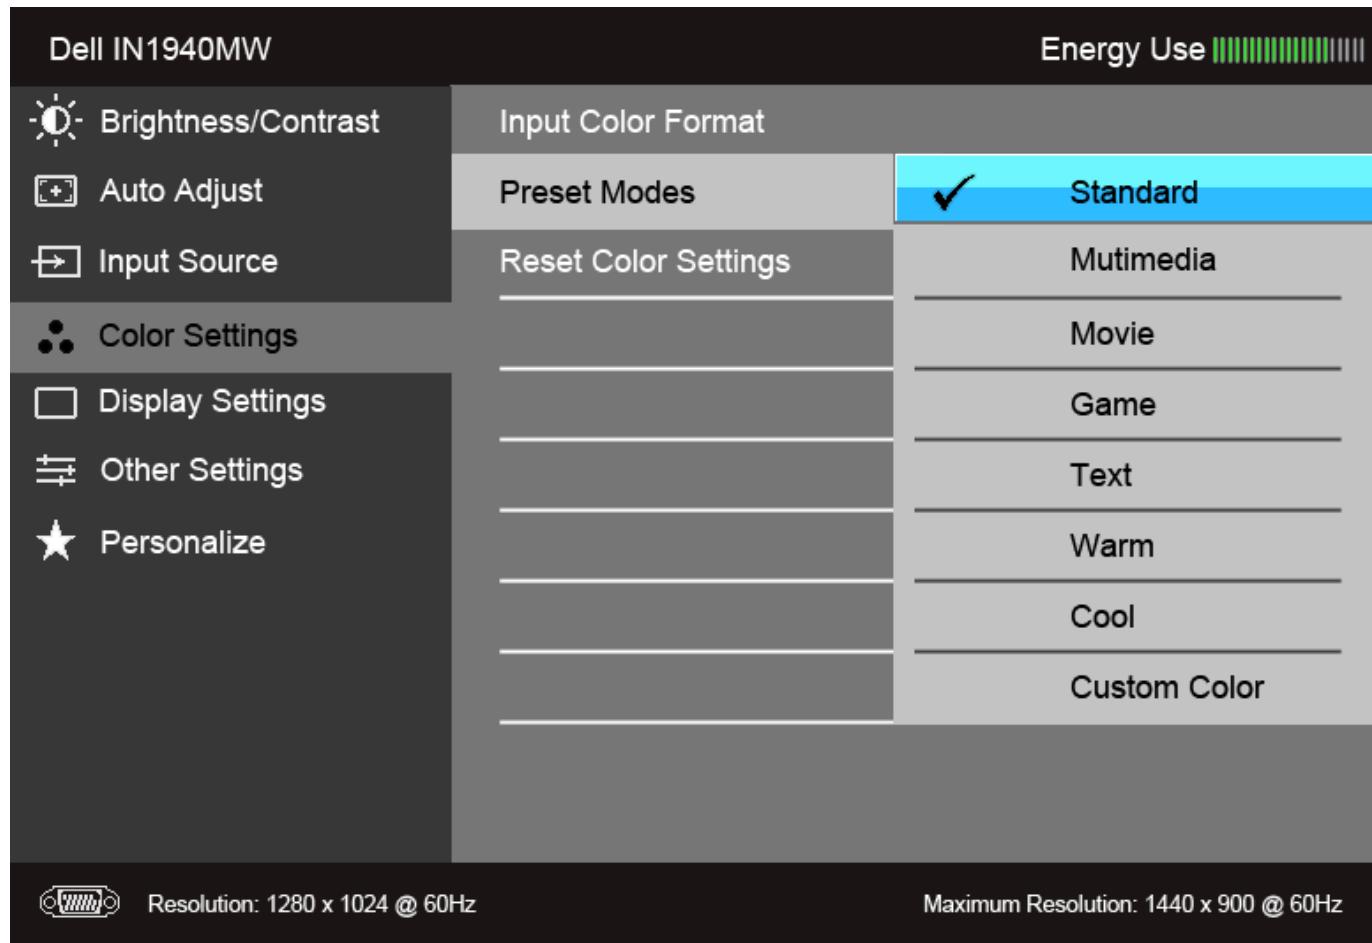 Dell IN1940MW
Energy Use
Brightness/Contrast
Input Color Format
Auto Adjust
Preset Modes
Standard
Input Source
Reset Color Settings
Mutimedia
Color Settings
Movie
Display Settings
Game
Other Settings
Text
Personalize
Warm
Cool
Custom Color
Resolution: 1280 x 1024 @ 60Hz
Maximum Resolution: 1440 x 900 @ 60Hz